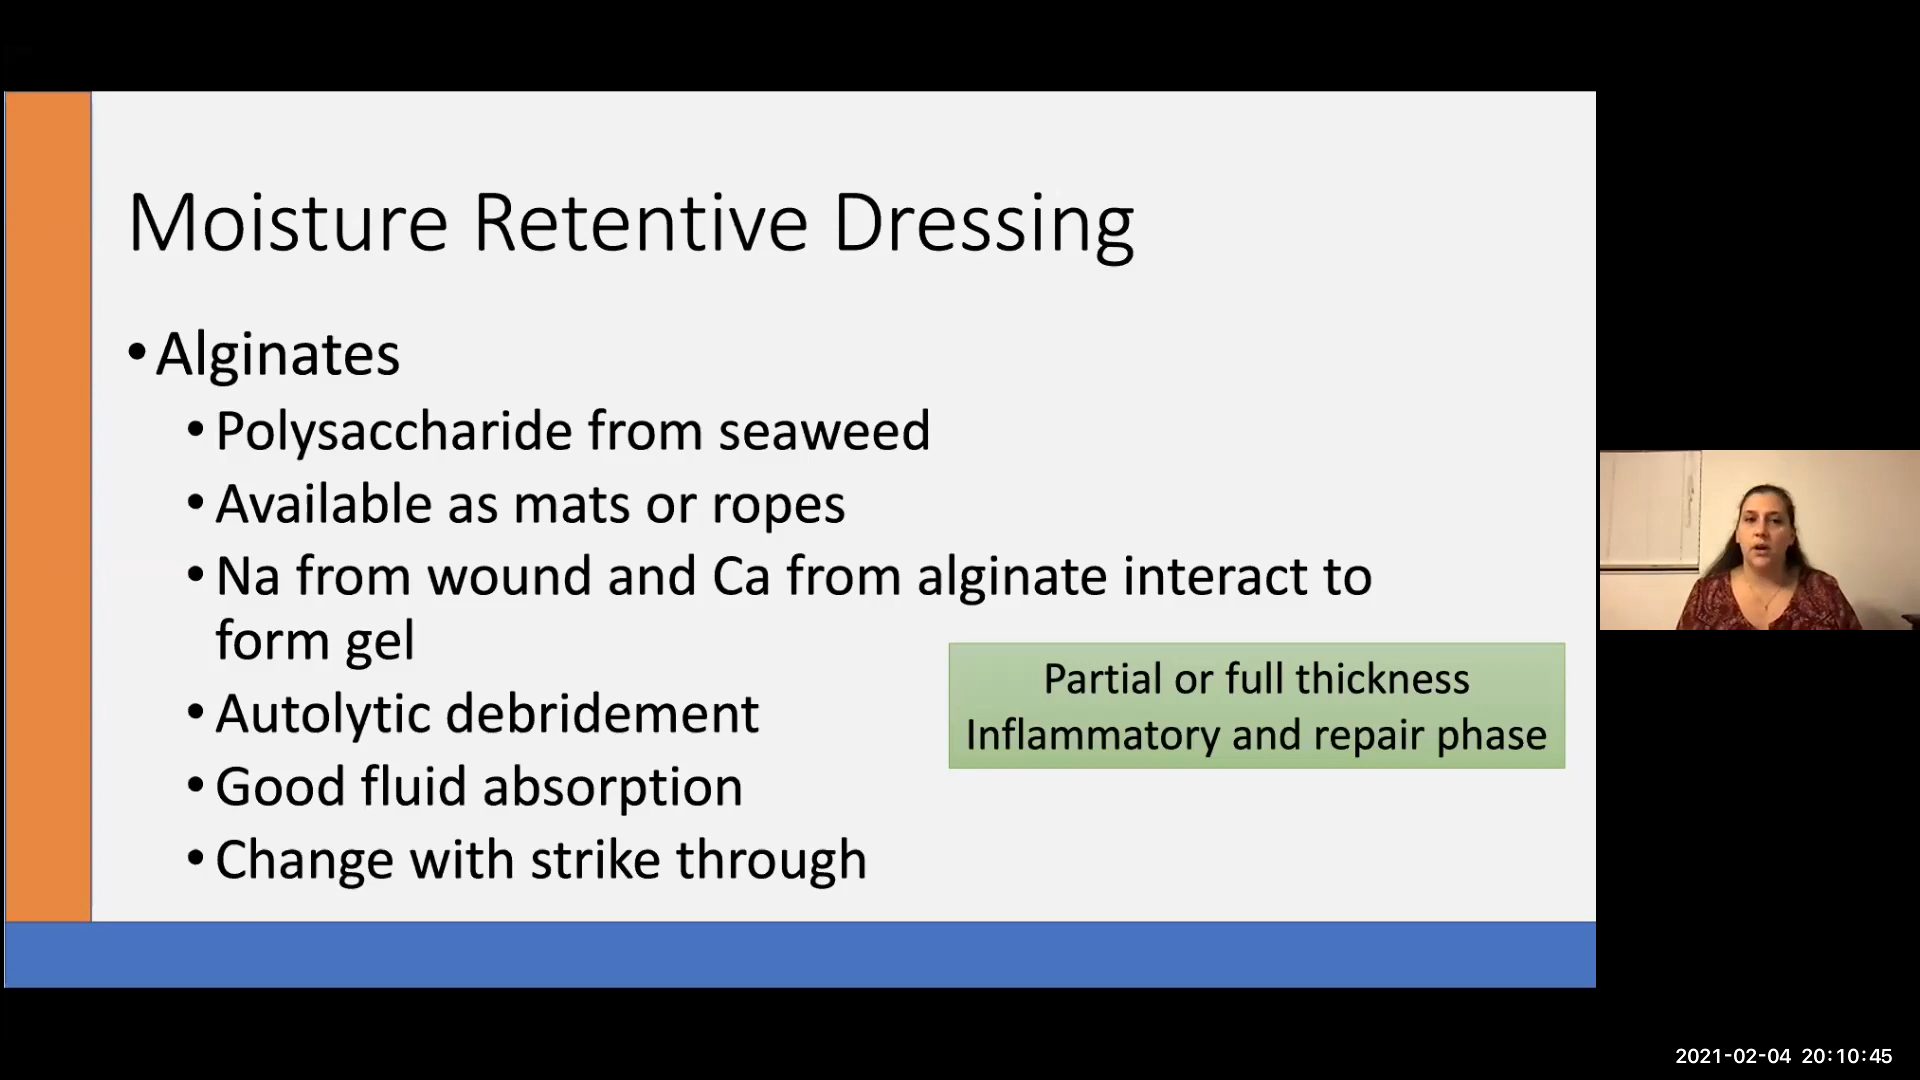 Moisture Retentive Dressing
•Alginates
•Polysaccharide from seaweed
•Available as mats or ropes
•Na from wound and Ca from alginate interact to
form gel
•Autolytic debridement
•Good fluid absorption
•Change with strike through
Partial or full thickness
Inflammatory and repair phase
2021-02-04 20:10:45